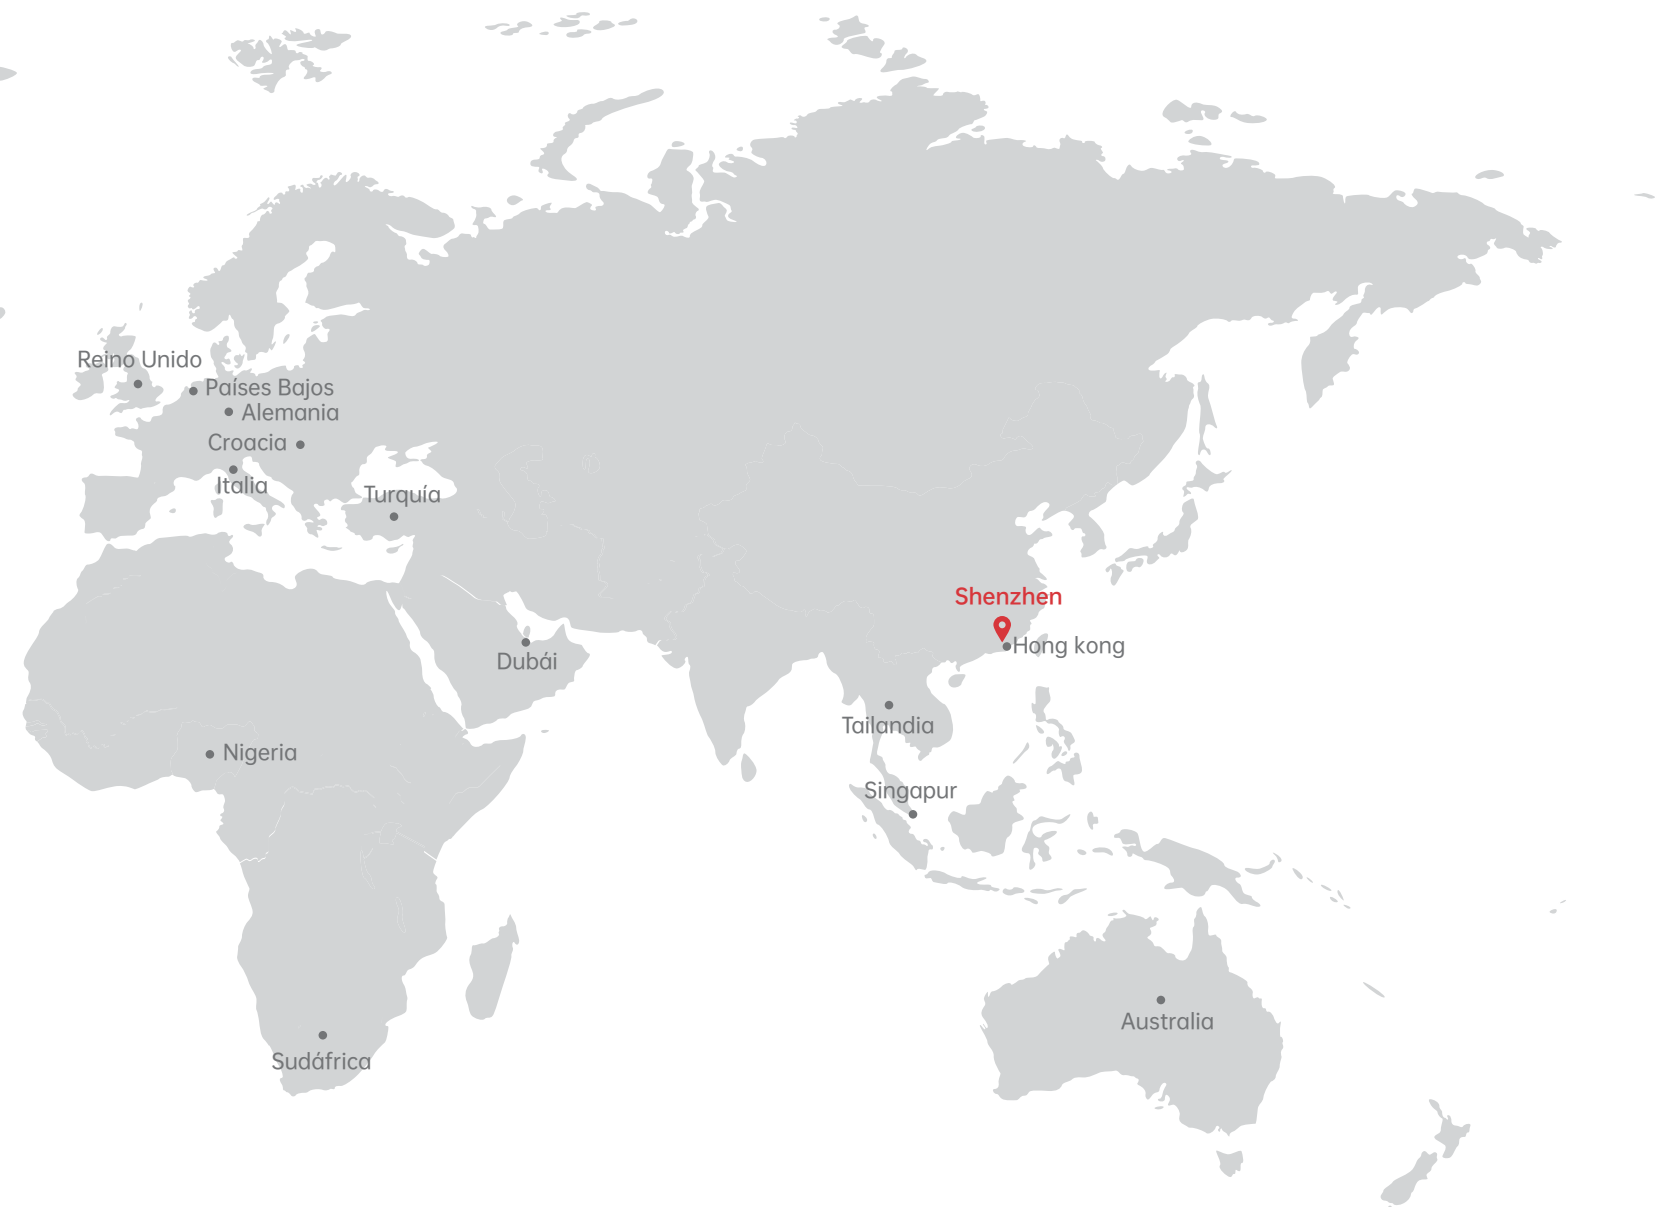 Reino Unido
Países Bajos
Alemania
Croacia
Italia
Turquía
Shenzhen
Hong kong
Dubái
Tailandia
Nigeria
Singapur
Australia
Sudáfrica